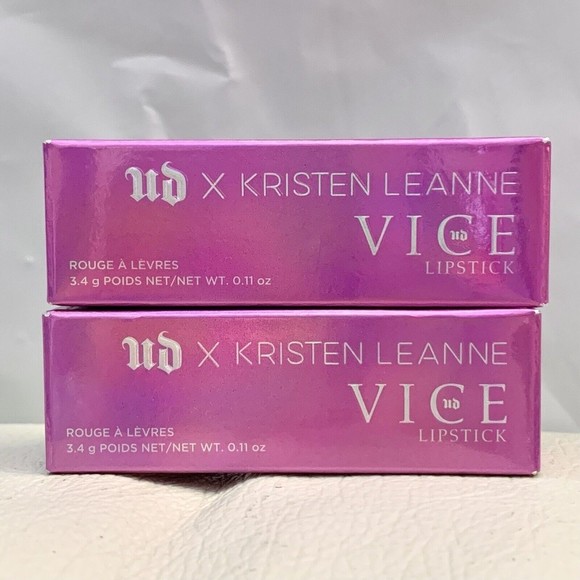 ud X KRISTEN LEANNE
VICE
ud
LIPSTICK
ROUGE À LÈVRES
3.4 g POIDS NET/NET WT. 0.11 oz
ud X KRISTEN LEANNE
VICE
ud
LIPSTICK
ROUGE À LÈVRES
3.4 g POIDS NET/NET WT. 0.11 oz